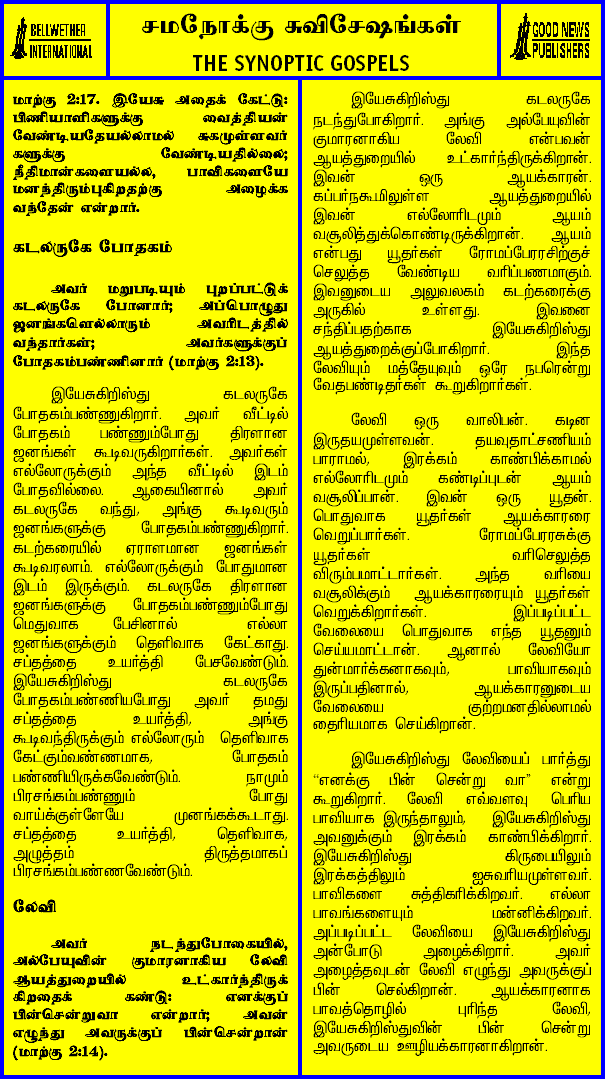 BELLWETHER
INTERNATIONAL
சமநோக்கு சுவிசேஷங்கள்
THE SYNOPTIC GOSPELS
GOOD NEWS
PUBLISHERS
மாற்கு 2:17. இயேசு அதைக் கேட்டு:
பிணியாளிகளுக்கு வைத்தியன்
வேண்டியதேயல்லாமல் சுகமுள்ளவர்
களுக்கு வேண்டியதில்லை;
நீதிமான்களையல்ல, பாவிகளையே
மனந்திரும்புகிறதற்கு அழைக்க
வந்தேன் என்றார்.
கடலருகே போதகம்
அவர் மறுபடியும் புறப்பட்டுக்
கடலருகே போனார்; அப்பொழுது
ஜனங்களெல்லாரும் அவரிடத்தில்
வந்தார்கள்; அவர்களுக்குப்
போதகம்பண்ணினார் (மாற்கு 2:13).
இயேசுகிறிஸ்து கடலருகே
போதகம்பண்ணுகிறார். அவர் வீட்டில்
போதகம் பண்ணும்போது திரளான
ஜனங்கள் கூடிவருகிறார்கள். அவர்கள்
எல்லோருக்கும் அந்த வீட்டில் இடம்
போதவில்லை. ஆகையினால் அவர்
கடலருகே வந்து, அங்கு கூடிவரும்
ஜனங்களுக்கு போதகம்பண்ணுகிறார்.
கடற்கரையில் ஏராளமான ஜனங்கள்
கூடிவரலாம். எல்லோருக்கும் போதுமான
இடம் இருக்கும். கடலருகே திரளான
ஜனங்களுக்கு போதகம்பண்ணும்போது
மெதுவாக பேசினால் எல்லா
ஜனங்களுக்கும் தெளிவாக கேட்காது.
சப்தத்தை உயர்த்தி பேசவேண்டும்.
இயேசுகிறிஸ்து கடலருகே
போதகம்பண்ணியபோது அவர் தமது
சப்தத்தை உயர்த்தி, அங்கு
கூடிவந்திருக்கும் எல்லோரும் தெளிவாக
கேட்கும்வண்ணமாக, போதகம்
பண்ணியிருக்கவேண்டும். நாமும்
பிரசங்கம்பண்ணும் போது
வாய்க்குள்ளேயே முனங்கக்கூடாது.
சப்தத்தை உயர்த்தி, தெளிவாக,
அழுத்தம் திருத்தமாகப்
பிரசங்கம்பண்ணவேண்டும்.
லேவி
அவர் நடந்துபோகையில்,
அல்பேயுவின் குமாரனாகிய லேவி
ஆயத்துறையில் உட்கார்ந்திருக்
கிறதைக் கண்டு: எனக்குப்
பின்சென்றுவா என்றார்; அவன்
எழுந்து அவருக்குப் பின்சென்றான்
(மாற்கு 2:14).
இயேசுகிறிஸ்து கடலருகே
நடந்துபோகிறார். அங்கு அல்பேயுவின்
குமாரனாகிய லேவி என்பவன்
ஆயத்துறையில் உட்கார்ந்திருக்கிறான்.
இவன் ஒரு ஆயக்காரன்.
கப்பர்நகூமிலுள்ள ஆயத்துறையில்
இவன் எல்லோரிடமும் ஆயம்
வசூலித்துக்கொண்டிருக்கிறான். ஆயம்
என்பது யூதர்கள் ரோமப்பேரரசிற்குச்
செலுத்த வேண்டிய வரிப்பணமாகும்.
இவனுடைய அலுவலகம் கடற்கரைக்கு
அருகில் உள்ளது. இவனை
சந்திப்பதற்காக இயேசுகிறிஸ்து
ஆயத்துறைக்குப்போகிறார். இந்த
லேவியும் மத்தேயுவும் ஒரே நபரென்று
வேதபண்டிதர்கள் கூறுகிறார்கள்.
லேவி ஒரு வாலிபன். கடின
இருதயமுள்ளவன். தயவுதாட்சணியம்
பாராமல், இரக்கம் காண்பிக்காமல்
எல்லோரிடமும் கண்டிப்புடன் ஆயம்
வசூலிப்பான். இவன் ஒரு யூதன்.
பொதுவாக யூதர்கள் ஆயக்காரரை
வெறுப்பார்கள். ரோமப்பேரரசுக்கு
யூதர்கள் வரிசெலுத்த
விரும்பமாட்டார்கள். அந்த வரியை
வசூலிக்கும் ஆயக்காரரையும் யூதர்கள்
வெறுக்கிறார்கள். இப்படிப்பட்ட
வேலையை பொதுவாக எந்த யூதனும்
செய்யமாட்டான். ஆனால் லேவியோ
துன்மார்க்கனாகவும், பாவியாகவும்
இருப்பதினால், ஆயக்காரனுடைய
வேலையை குற்றமனதில்லாமல்
தைரியமாக செய்கிறான்.
இயேசுகிறிஸ்து லேவியைப் பார்த்து
“எனக்கு பின் சென்று வா” என்று
கூறுகிறார். லேவி எவ்வளவு பெரிய
பாவியாக இருந்தாலும், இயேசுகிறிஸ்து
அவனுக்கும் இரக்கம் காண்பிக்கிறார்.
இயேசுகிறிஸ்து கிருபையிலும்
இரக்கத்திலும் ஐசுவரியமுள்ளவர்.
பாவிகளை சுத்திகரிக்கிறவர். எல்லா
பாவங்களையும் மன்னிக்கிறவர்.
அப்படிப்பட்ட லேவியை இயேசுகிறிஸ்து
அன்போடு அழைக்கிறார். அவர்
அழைத்தவுடன் லேவி எழுந்து அவருக்குப்
பின் செல்கிறான். ஆயக்காரனாக
பாவத்தொழில் புரிந்த லேவி,
இயேசுகிறிஸ்துவின் பின் சென்று
அவருடைய ஊழியக்காரனாகிறான்.